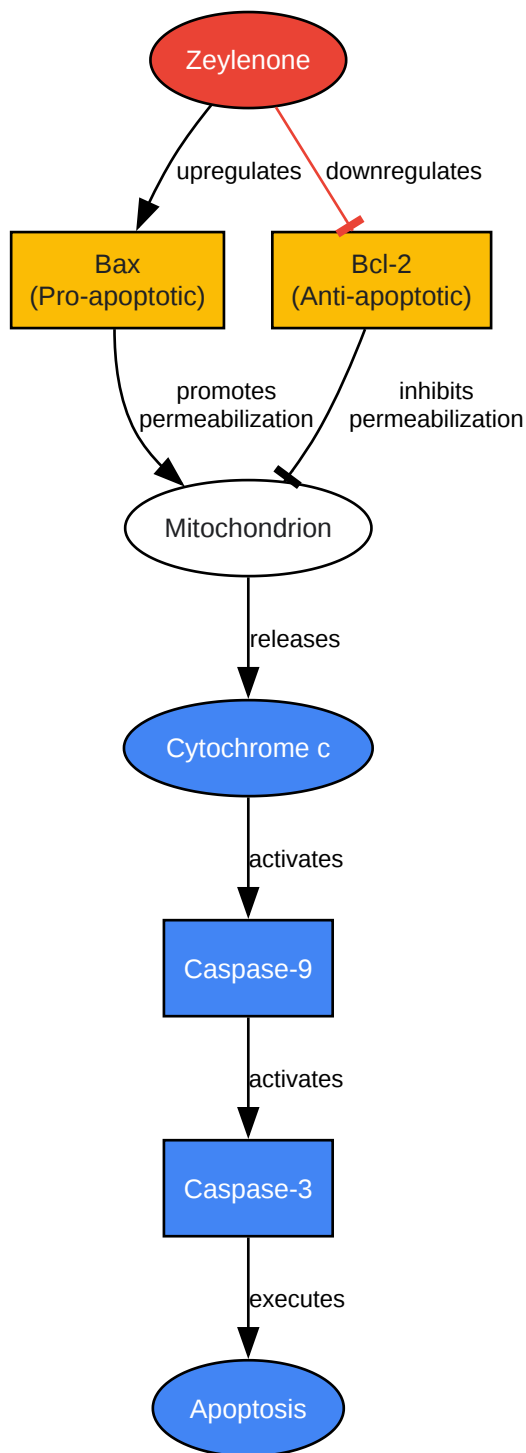 Zeylenone
upregulates
downregulates
Bax
(Pro-apoptotic)
Bcl-2
(Anti-apoptotic)
promotes
permeabilization
inhibits
permeabilization
Mitochondrion
releases
Cytochrome c
activates
Caspase-9
activates
Caspase-3
executes
Apoptosis